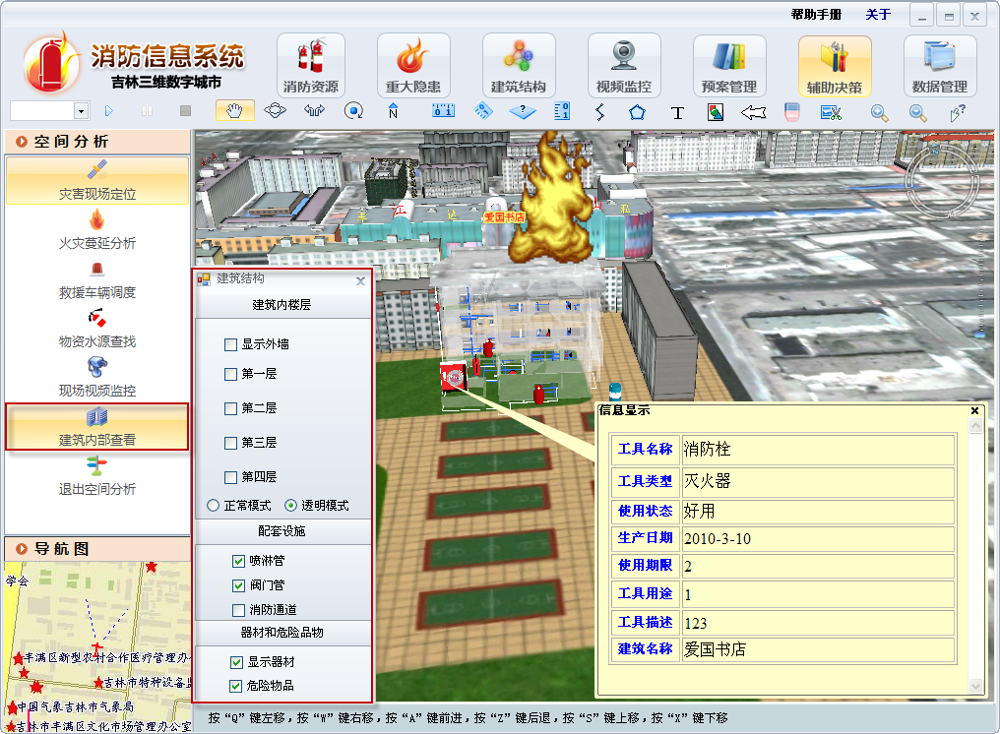 帮助手册 关于
消防信息系统
吉林三维数字城市
消防资源 重大隐患 建筑结构 视频监控 预案管理 辅助决策 数据管理
N T
空间分析
灾害现场定位
火灾蔓延分析
救援车辆调度
物资水源查找
现场视频监控
建筑内部查看
退出空间分析
江 达
爱国书店
建筑结构
建筑内楼层
显示外墙
第一层
第二层
第三层
第四层
正常模式 透明模式
配套设施
喷淋管
阀门管
消防通道
器材和危险品物
显示器材
危险物品
信息显示
工具名称 消防栓
工具类型 灭火器
使用状态 好用
生产日期 2010-3-10
使用期限 2
工具用途 1
工具描述 123
建筑名称 爱国书店
导航图
学会
丰满区新型农村合作医疗管理办
吉林市特种设备监
中国气象吉林市气象局
吉林市丰满区文化市场管理办公室
按“Q”键左移，按“W”键右移，按“A”键前进，按“Z”键后退，按“S”键上移，按“X”键下移